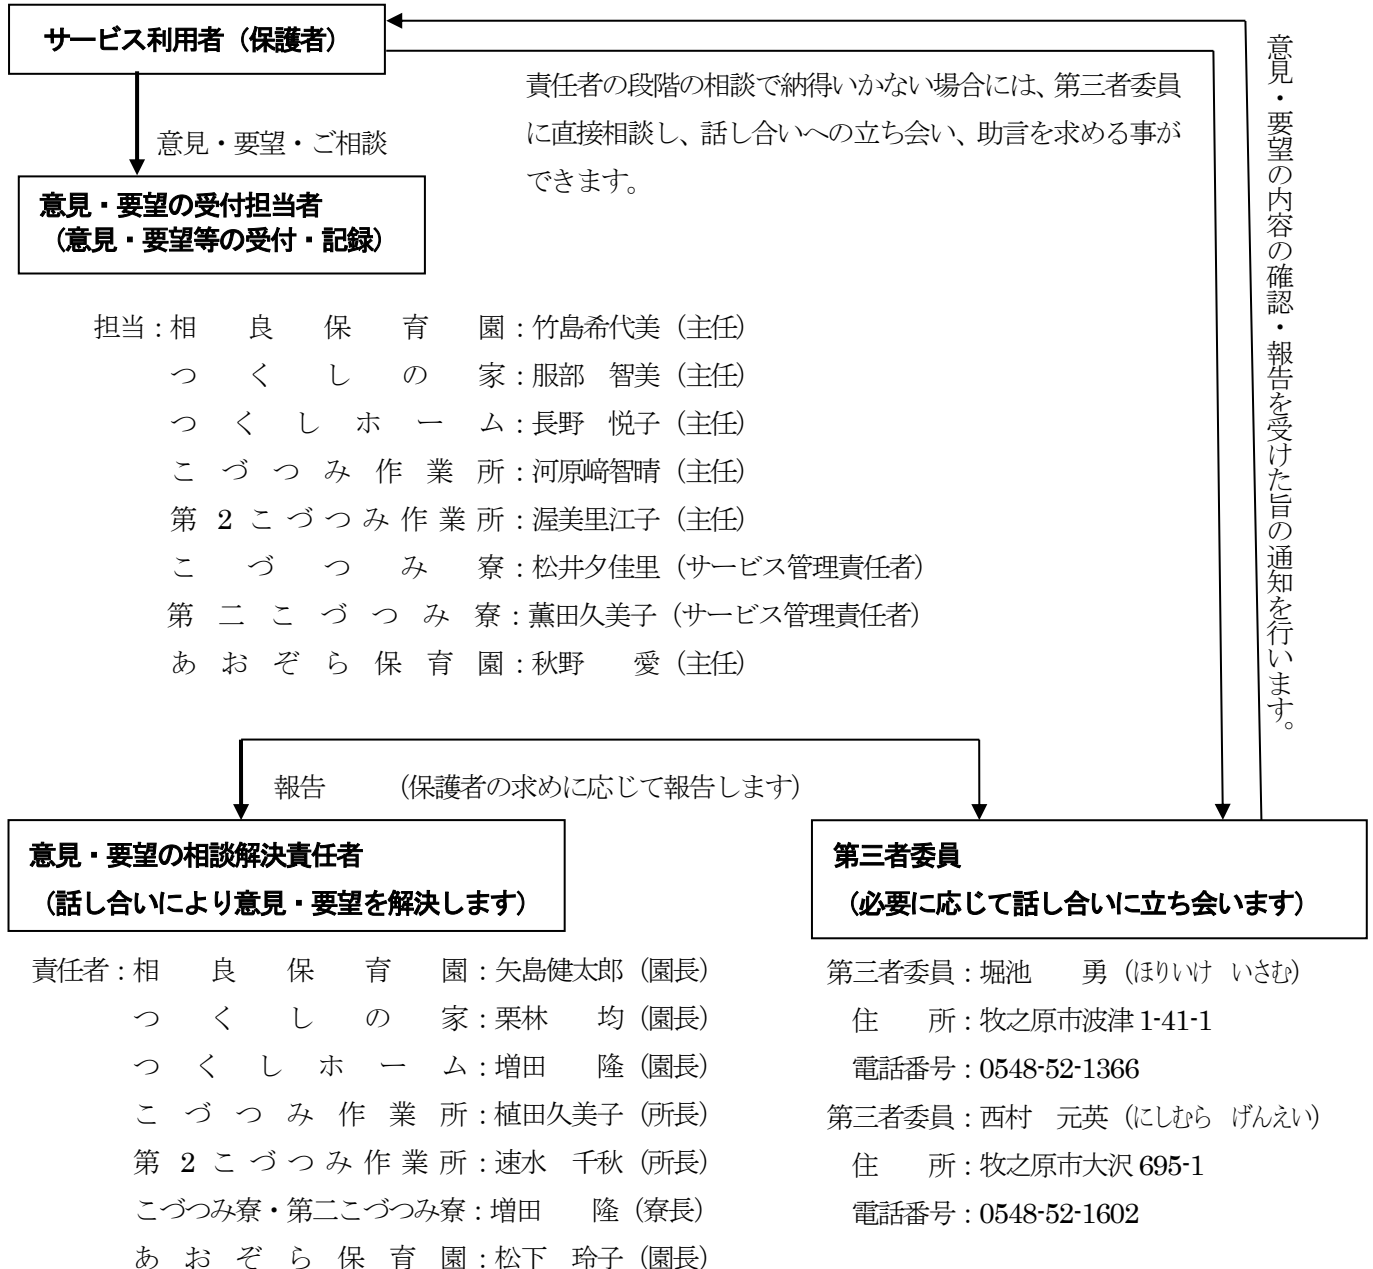 サービス利用者（保護者）
責任者の段階の相談で納得いかない場合には、第三者委員
に直接相談し、話し合いへの立ち会い、助言を求める事が
できます。
意見・要望の内容の確認・報告を受けた旨の通知を行います。
意見・要望・ご相談
意見・要望の受付担当者
（意見・要望等の受付・記録）
担当：相良保育園：竹島希代美（主任）
つくしの家：服部　智美（主任）
つくしホーム：長野　悦子（主任）
こづつみ作業所：河原﨑智晴（主任）
第2こづつみ作業所：渥美里江子（主任）
こづつみ寮：松井夕佳里（サービス管理責任者）
第二こづつみ寮：薫田久美子（サービス管理責任者）
あおぞら保育園：秋野　愛（主任）
報告　（保護者の求めに応じて報告します）
意見・要望の相談解決責任者
（話し合いにより意見・要望を解決します）
責任者：相良保育園：矢島健太郎（園長）
つくしの家：栗林　均（園長）
つくしホーム：増田　隆（園長）
こづつみ作業所：植田久美子（所長）
第2こづつみ作業所：速水　千秋（所長）
こづつみ寮・第二こづつみ寮：増田　隆（寮長）
あおぞら保育園：松下　玲子（園長）
第三者委員
（必要に応じて話し合いに立ち会います）
第三者委員：堀池　勇（ほりいけ　いさむ）
住　所：牧之原市波津1-41-1
電話番号：0548-52-1366
第三者委員：西村　元英（にしむら　げんえい）
住　所：牧之原市大沢695-1
電話番号：0548-52-1602